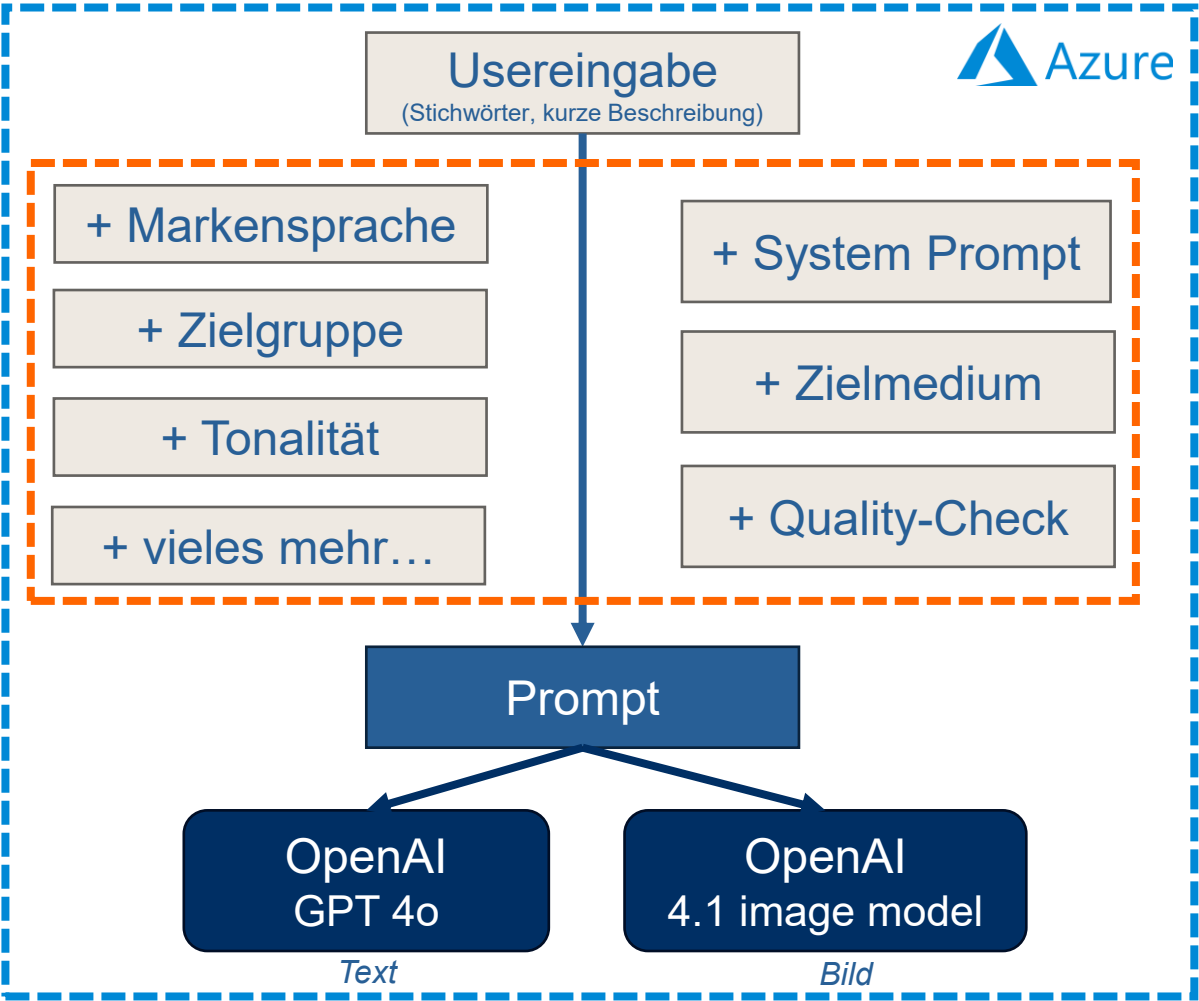 Azure
Usereingabe
(Stichwörter, kurze Beschreibung)
+ Markensprache
+ Zielgruppe
+ Tonalität
+ vieles mehr…
+ System Prompt
+ Zielmedium
+ Quality-Check
Prompt
OpenAI
GPT 4o
Text
OpenAI
4.1 image model
Bild